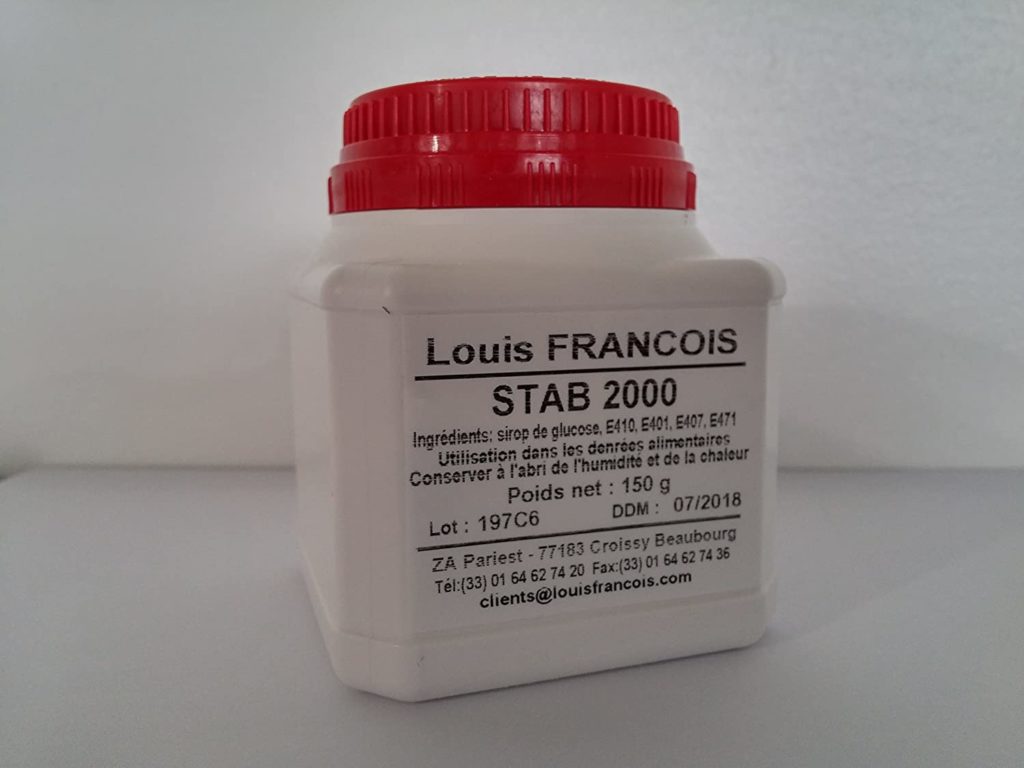 Louis FRANCOIS
STAB 2000
Ingrédients: sirop de glucose, E410, E401, E407, E471
Utilisation dans les denrées alimentaires
Conserver à l'abri de l'humidité et de la chaleur
Poids net : 150 g
Lot : 197C6 DDM : 07/2018
ZA Pariest - 77183 Croissy Beaubourg
Tél:(33) 01 64 62 74 20 Fax:(33) 01 64 62 74 36
clients@louisfrancois.com